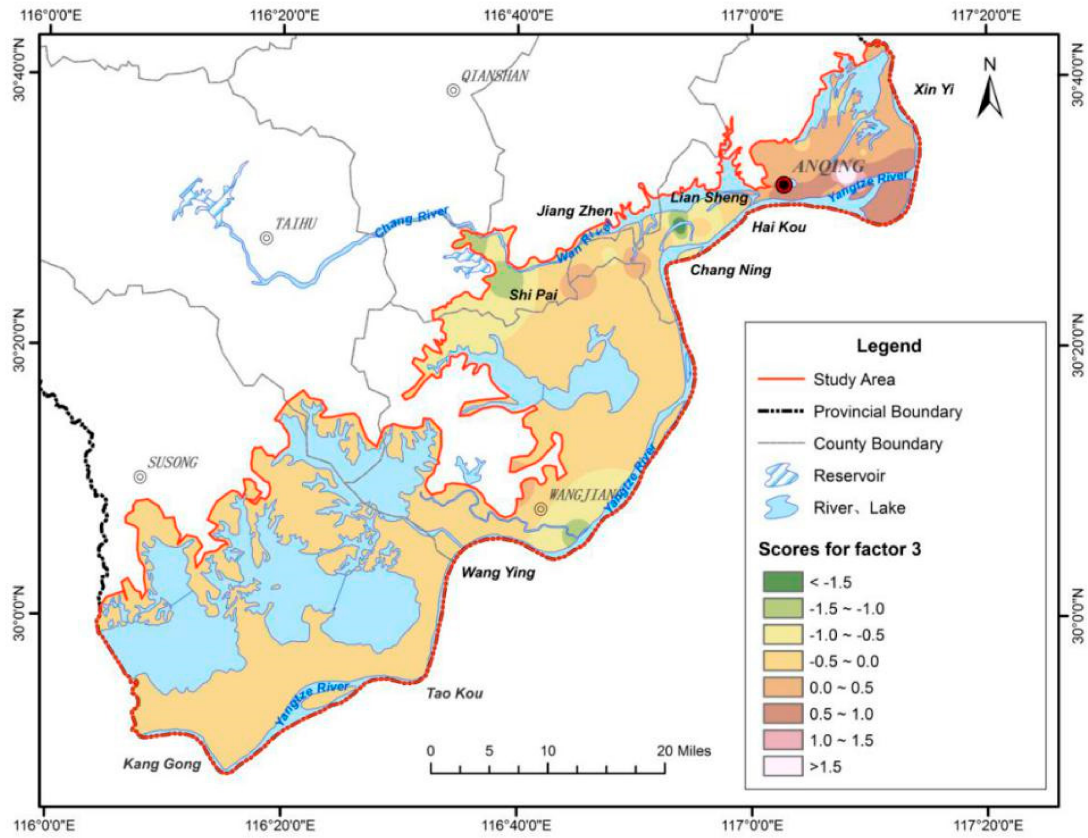 116°0'0"E
116°20'0"E
116°40'0"E
117°0'0"E
117°20'0"E
30°40'0"N
30°40'0"N
N
QIANSHAN
Xin Yi
ANQING
Yangtze River
Lian Sheng
Jiang Zhen
Hai Kou
Chang River
TAIHU
Wan River
Chang Ning
Shi Pai
30°20'0"N
30°20'0"N
Legend
Study Area
Provincial Boundary
County Boundary
Reservoir
River、Lake
SUSONG
WANGJIANG
Yangtze River
Wang Ying
Scores for factor 3
< -1.5
-1.5 ~ -1.0
-1.0 ~ -0.5
-0.5 ~ 0.0
0.0 ~ 0.5
0.5 ~ 1.0
1.0 ~ 1.5
>1.5
30°0'0"N
30°0'0"N
Tao Kou
Yangtze River
Kang Gong
0 5 10 20 Miles
116°0'0"E
116°20'0"E
116°40'0"E
117°0'0"E
117°20'0"E